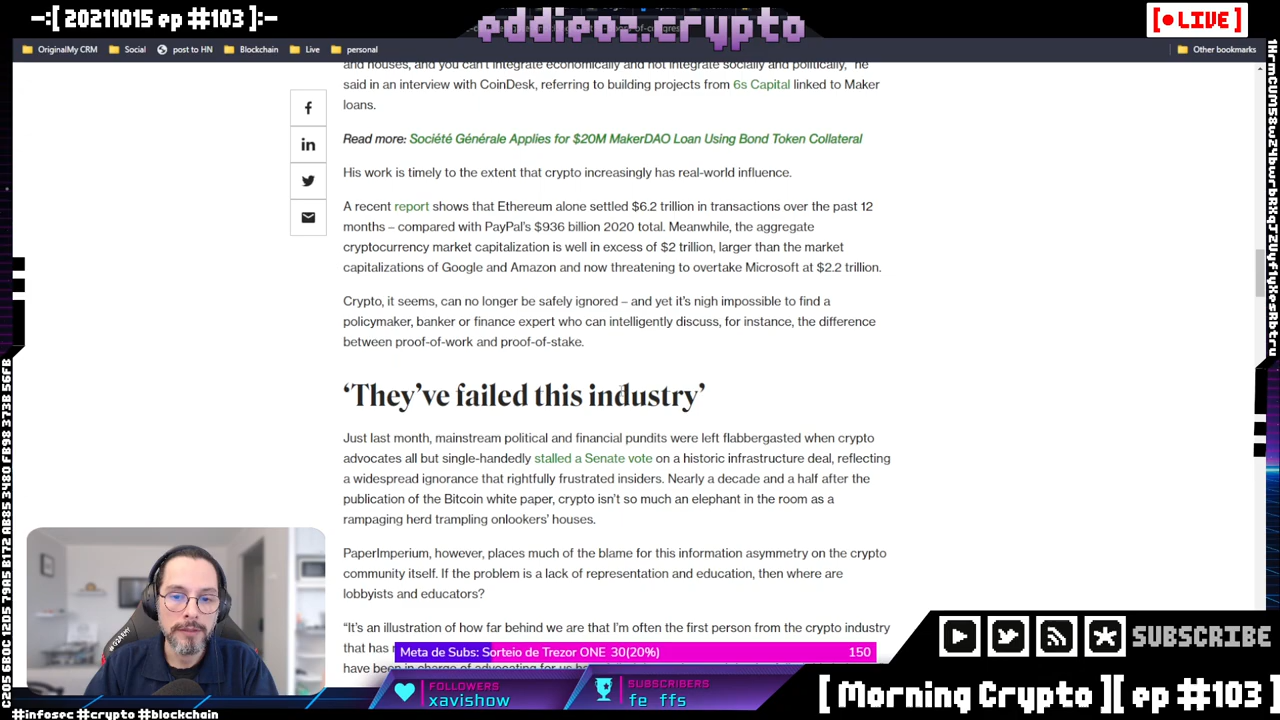 —:[ 20211015 ep #103 ]:—
eddieoz.crypto
[ LIVE ]
OriginalMy CRM
Social
post to HN
Blockchain
Live
personal
Other bookmarks
and houses, and you can't integrate economically and not integrate socially and politically," he
said in an interview with CoinDesk, referring to building projects from 6s Capital linked to Maker
loans.
Read more: Société Générale Applies for $20M MakerDAO Loan Using Bond Token Collateral
His work is timely to the extent that crypto increasingly has real-world influence.
A recent report shows that Ethereum alone settled $6.2 trillion in transactions over the past 12
months – compared with PayPal's $936 billion 2020 total. Meanwhile, the aggregate
cryptocurrency market capitalization is well in excess of $2 trillion, larger than the market
capitalizations of Google and Amazon and now threatening to overtake Microsoft at $2.2 trillion.
Crypto, it seems, can no longer be safely ignored – and yet it's nigh impossible to find a
policymaker, banker or finance expert who can intelligently discuss, for instance, the difference
between proof-of-work and proof-of-stake.
‘They’ve failed this industry’
Just last month, mainstream political and financial pundits were left flabbergasted when crypto
advocates all but single-handedly stalled a Senate vote on a historic infrastructure deal, reflecting
a widespread ignorance that rightfully frustrated insiders. Nearly a decade and a half after the
publication of the Bitcoin white paper, crypto isn't so much an elephant in the room as a
rampaging herd trampling onlookers' houses.
PaperImperium, however, places much of the blame for this information asymmetry on the crypto
community itself. If the problem is a lack of representation and education, then where are
lobbyists and educators?
“It's an illustration of how far behind we are that I'm often the first person from the crypto industry
that has
Meta de Subs: Sorteio de Trezor ONE 30(20%)
150
FOLLOWERS
xavishow
SUBSCRIBERS
fe ffs
SUBSCRIBE
[ Morning Crypto ][ ep #103 ]
#infosec #crypto #blockchain
C5C05 5B0C 12D5 7915 B172 AB35 3480 FB98 373B 56FB